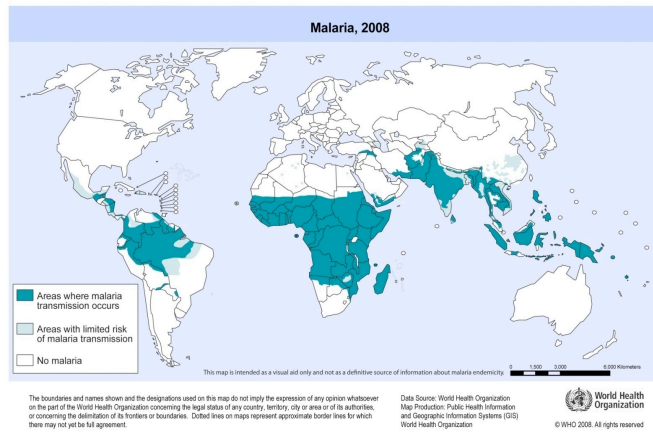 Malaria, 2008
Areas where malaria
transmission occurs
Areas with limited risk
of malaria transmission
No malaria
This map is intended as a visual aid only and not as a definitive source of information about malaria endemicity.
0 1,500 3,000 6,000 Kilometers
The boundaries and names shown and the designations used on this map do not imply the expression of any opinion whatsoever
on the part of the World Health Organization concerning the legal status of any country, territory, city or area or of its authorities,
or concerning the delimitation of its frontiers or boundaries. Dotted lines on maps represent approximate border lines for which
there may not yet be full agreement.
Data Source: World Health Organization
Map Production: Public Health Information
and Geographic Information Systems (GIS)
World Health Organization
World Health
Organization
© WHO 2008. All rights reserved